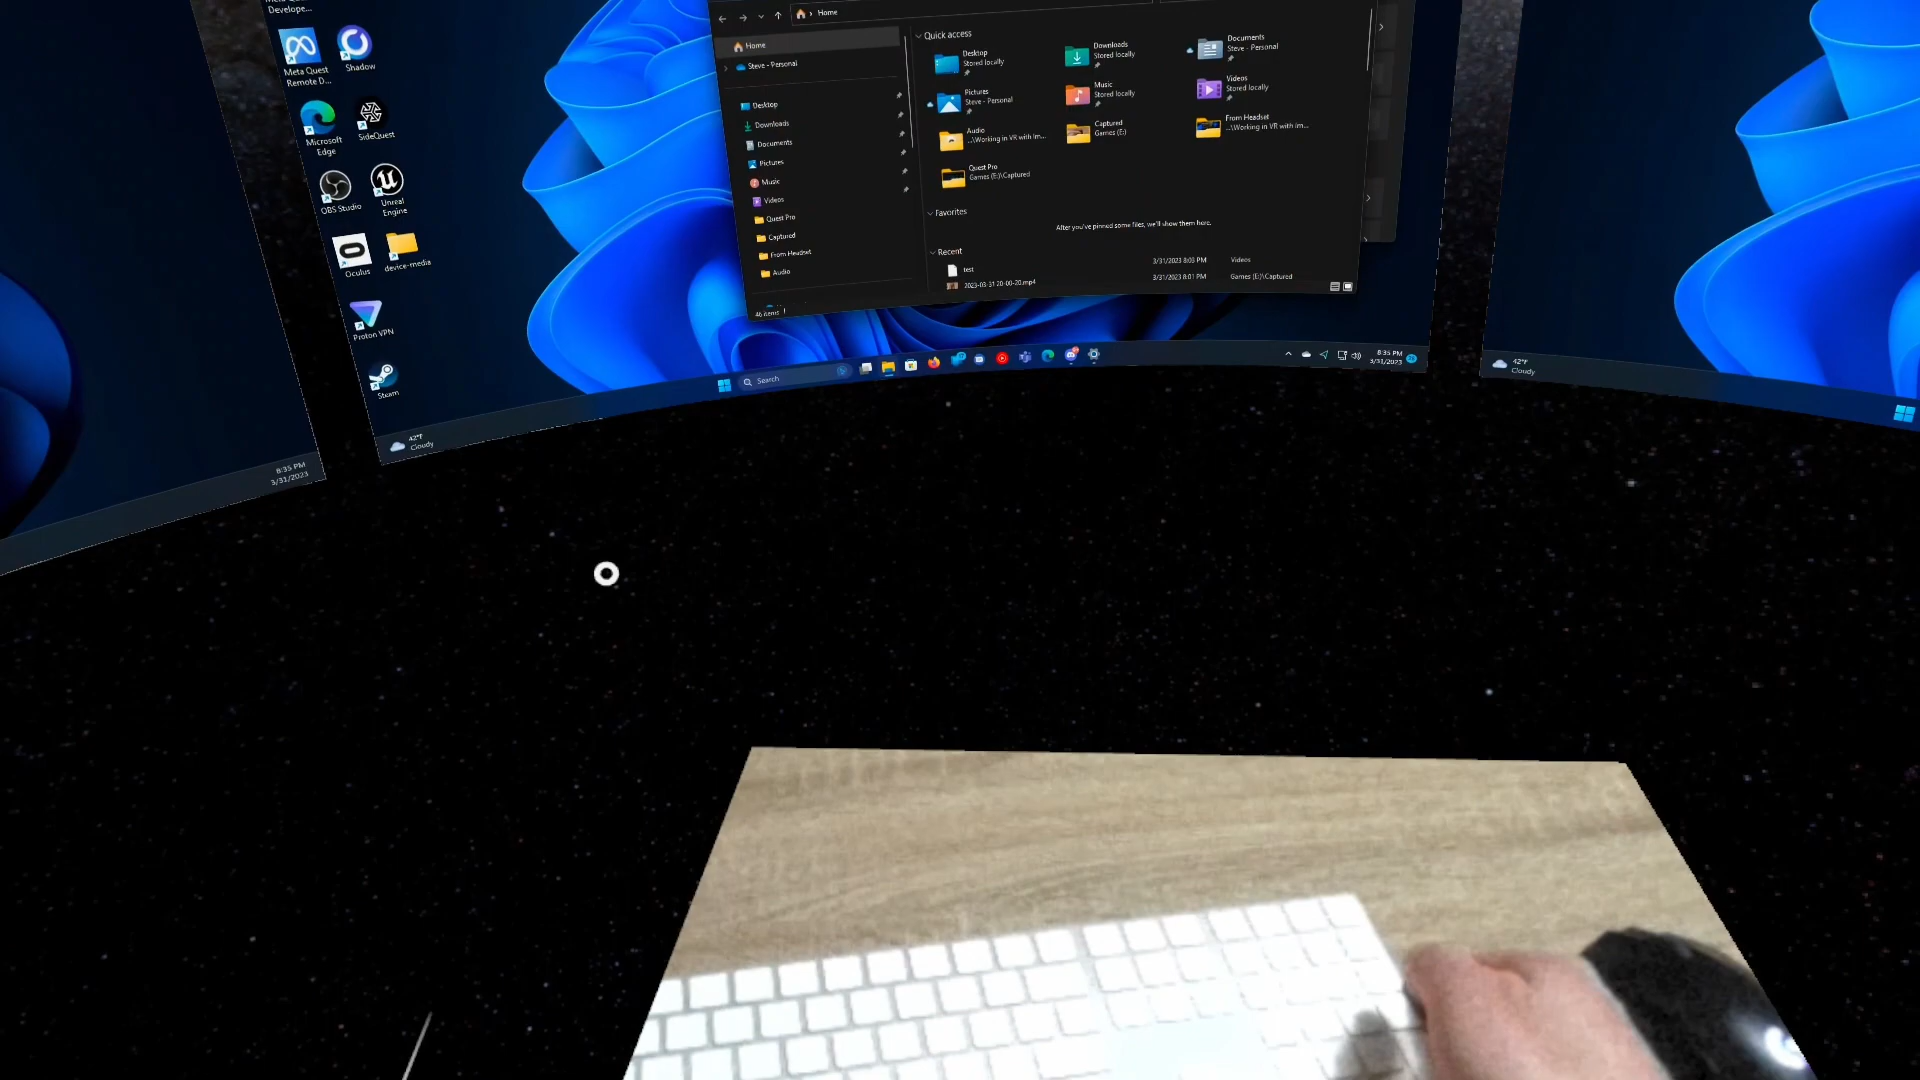 Develope...
Meta Quest
Remote D...
Shadow
Microsoft
Edge
SideQuest
OBS Studio
Unreal
Engine
Oculus
device-media
Proton VPN
Steam
42°F
Cloudy
8:35 PM
3/31/2023
Home
Home
Steve - Personal
Desktop
Downloads
Documents
Pictures
Music
Videos
Quest Pro
Captured
From Headset
Audio
46 items
Quick access
Desktop
Stored locally
Downloads
Stored locally
Documents
Steve - Personal
Pictures
Steve - Personal
Music
Stored locally
Videos
Stored locally
Audio
...\Working in VR with Im...
Captured
Games (E:)
From Headset
...\Working in VR with Im...
Quest Pro
Games (E:)\Captured
Favorites
After you've pinned some files, we'll show them here.
Recent
test 3/31/2023 8:03 PM Videos
2023-03-31 20-00-20.mp4 3/31/2023 8:01 PM Games (E:)\Captured
Search
8:35 PM
3/31/2023
42°F
Cloudy